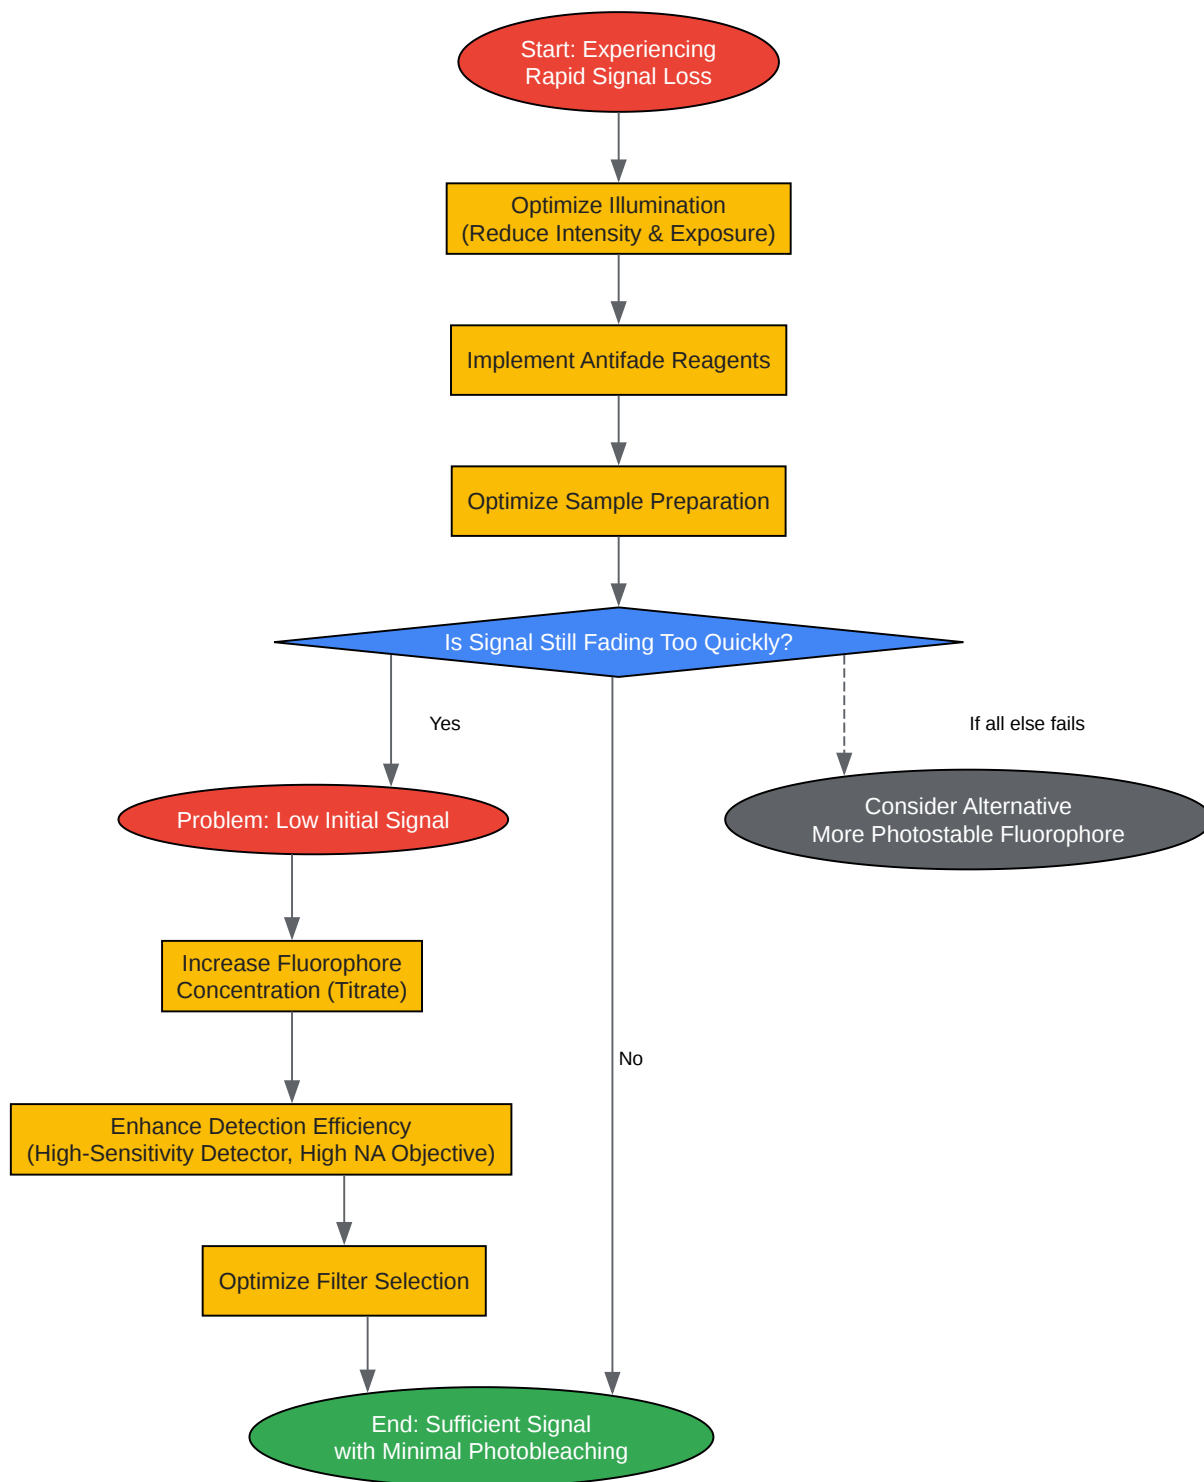 Start: Experiencing
Rapid Signal Loss
Optimize Illumination
(Reduce Intensity & Exposure)
Implement Antifade Reagents
Optimize Sample Preparation
Is Signal Still Fading Too Quickly?
Yes
If all else fails
Problem: Low Initial Signal
Consider Alternative
More Photostable Fluorophore
Increase Fluorophore
Concentration (Titrate)
No
Enhance Detection Efficiency
(High-Sensitivity Detector, High NA Objective)
Optimize Filter Selection
End: Sufficient Signal
with Minimal Photobleaching